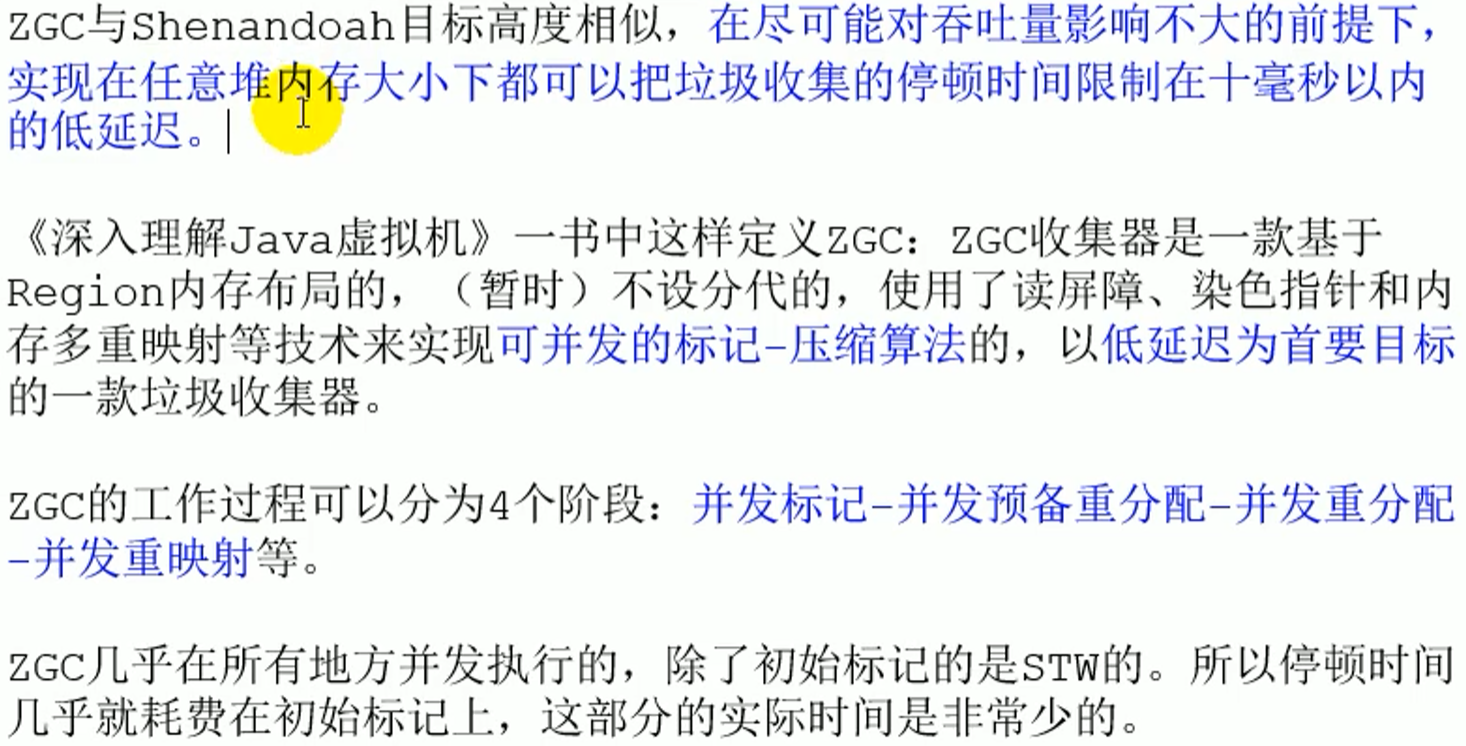 ZGC与Shenandoah目标高度相似，在尽可能对吞吐量影响不大的前提下，
实现在任意堆内存大小下都可以把垃圾收集的停顿时间限制在十毫秒以内
的低延迟。
《深入理解Java虚拟机》一书中这样定义ZGC：ZGC收集器是一款基于
Region内存布局的，（暂时）不设分代的，使用了读屏障、染色指针和内
存多重映射等技术来实现可并发的标记-压缩算法的，以低延迟为首要目标
的一款垃圾收集器。
ZGC的工作过程可以分为4个阶段：并发标记-并发预备重分配-并发重分配
-并发重映射等。
ZGC几乎在所有地方并发执行的，除了初始标记的是STW的。所以停顿时间
几乎就耗费在初始标记上，这部分的实际时间是非常少的。